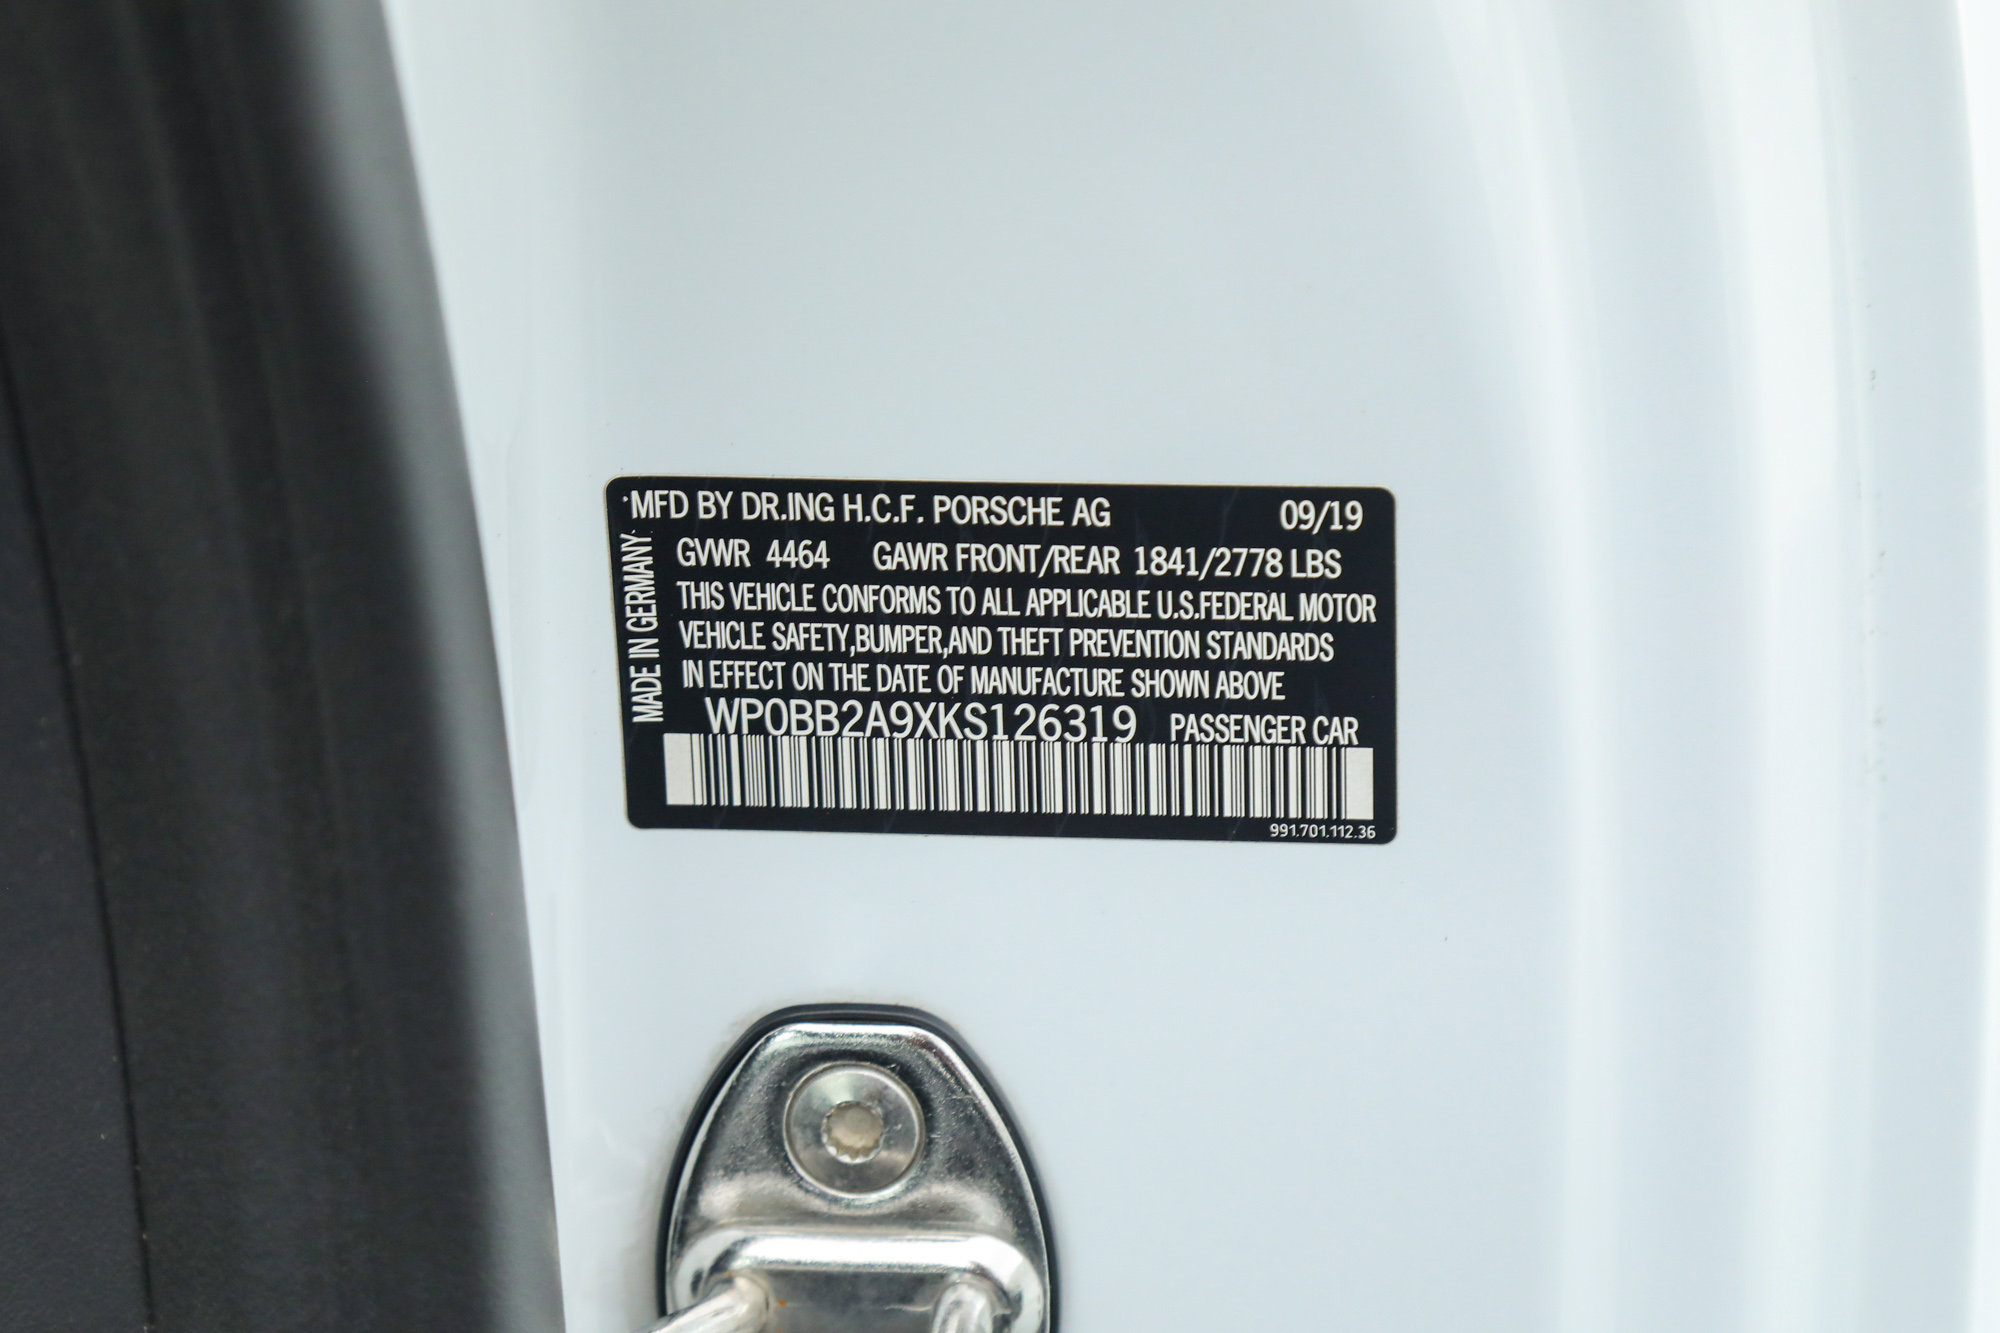 MFD BY DR.ING H.C.F. PORSCHE AG 09/19
GVWR 4464 GAWR FRONT/REAR 1841/2778 LBS
THIS VEHICLE CONFORMS TO ALL APPLICABLE U.S.FEDERAL MOTOR
VEHICLE SAFETY,BUMPER,AND THEFT PREVENTION STANDARDS
IN EFFECT ON THE DATE OF MANUFACTURE SHOWN ABOVE
WP0BB2A9XKS126319 PASSENGER CAR
991.701.112.36
MADE IN GERMANY